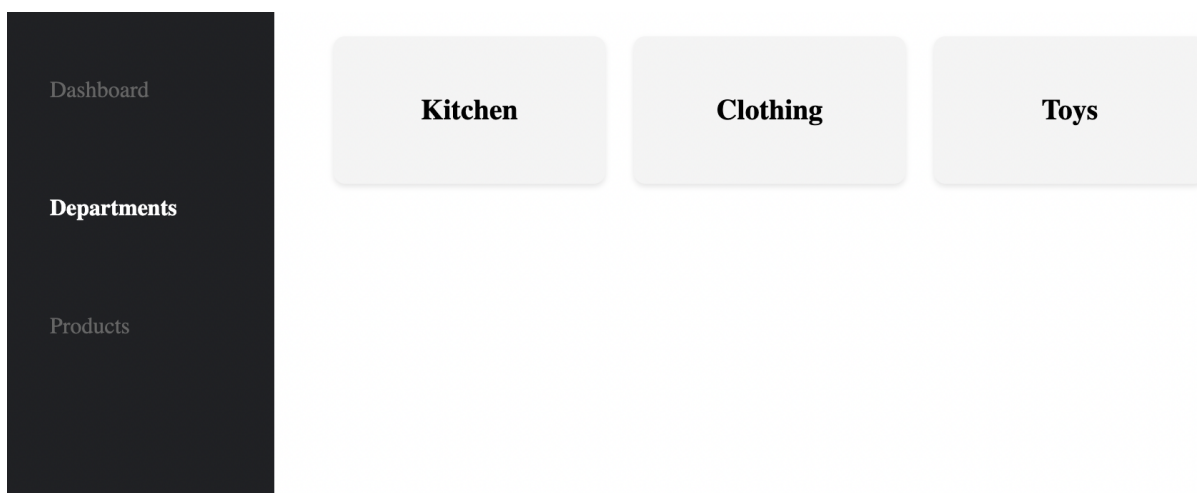 Dashboard
Departments
Products
Kitchen
Clothing
Toys